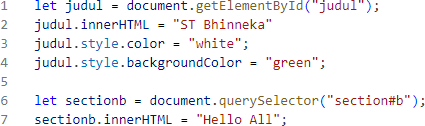 1 let judul = document.getElementById("judul");
2 judul.innerHTML = "ST Bhinneka"
3 judul.style.color = "white";
4 judul.style.backgroundColor = "green";
5
6 let sectionb = document.querySelector("section#b");
7 sectionb.innerHTML = "Hello All";